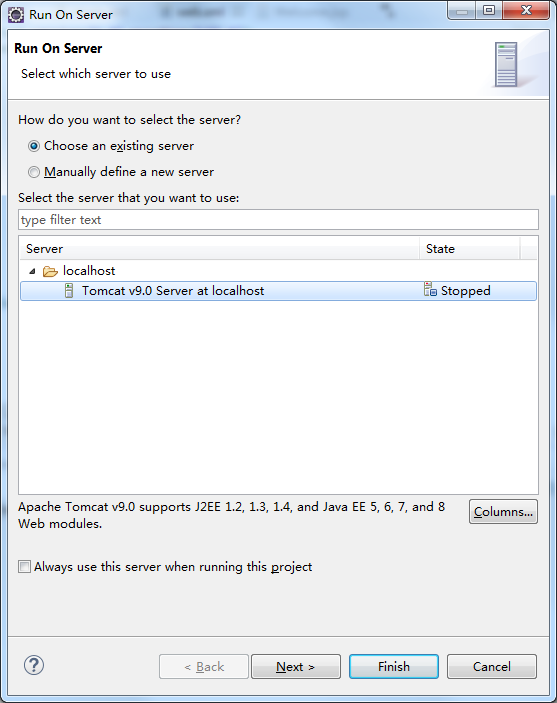 Run On Server
Run On Server
Select which server to use
How do you want to select the server?
Choose an existing server
Manually define a new server
Select the server that you want to use:
type filter text
Server State
localhost
Tomcat v9.0 Server at localhost Stopped
Apache Tomcat v9.0 supports J2EE 1.2, 1.3, 1.4, and Java EE 5, 6, 7, and 8
Web modules.
Columns...
Always use this server when running this project
? < Back Next > Finish Cancel